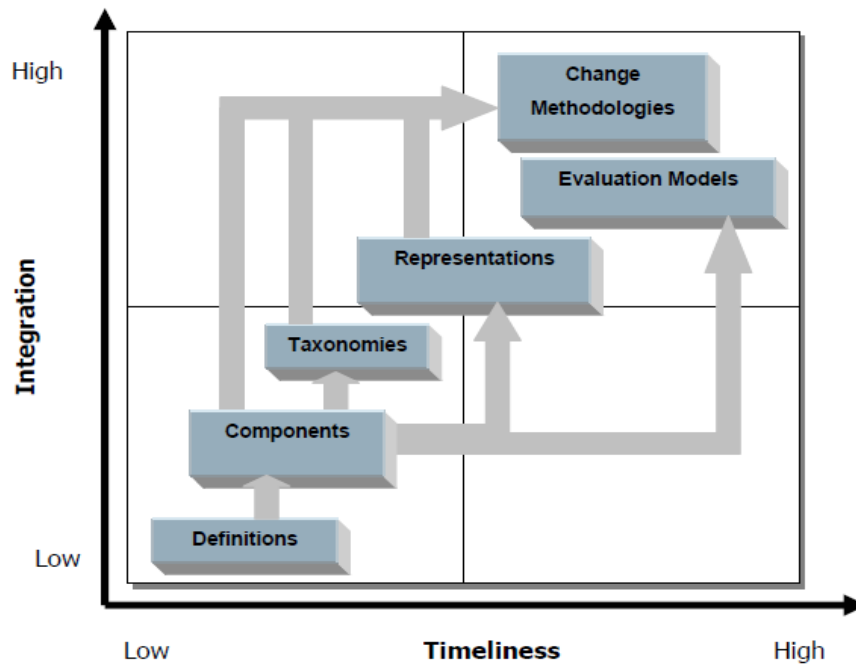 High
Change
Methodologies
Evaluation Models
Representations
Integration
Taxonomies
Components
Definitions
Low
Low
Timeliness
High